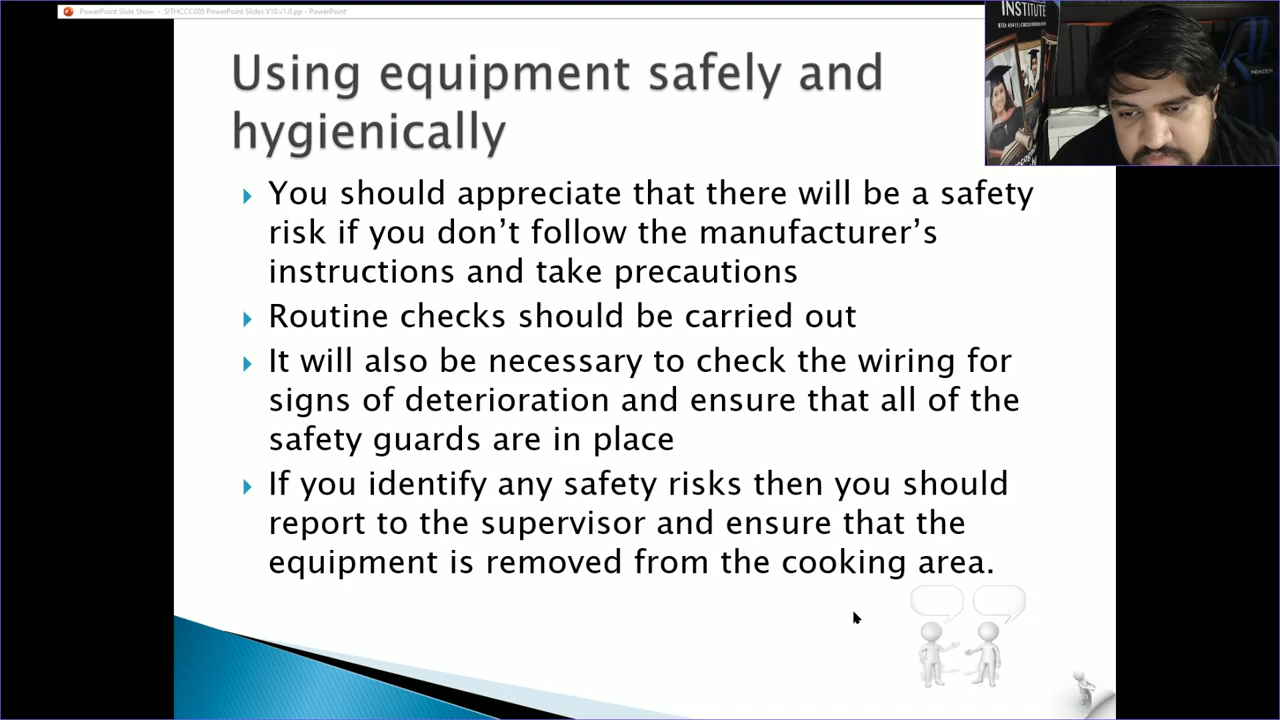 PowerPoint Slide Show - SITHCCC005 PowerPoint Slides V10.v1.0.pp - PowerPoint
INSTITUTE
Using equipment safely and
hygienically
You should appreciate that there will be a safety
risk if you don't follow the manufacturer's
instructions and take precautions
Routine checks should be carried out
It will also be necessary to check the wiring for
signs of deterioration and ensure that all of the
safety guards are in place
If you identify any safety risks then you should
report to the supervisor and ensure that the
equipment is removed from the cooking area.